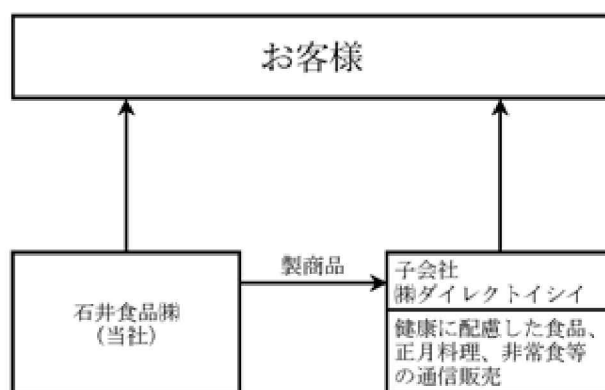 お客様
製商品
石井食品㈱
(当社)
子会社
㈱ダイレクトイシイ
健康に配慮した食品、
正月料理、非常食等
の通信販売